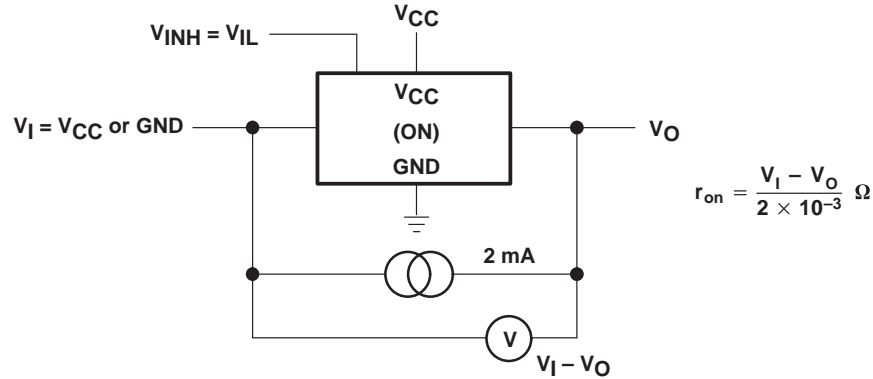 VCC
VINH = VIL
VCC
(ON)
GND
VI = VCC or GND
VO
ron = VI – VO / 2 × 10–3 Ω
2 mA
V
VI – VO